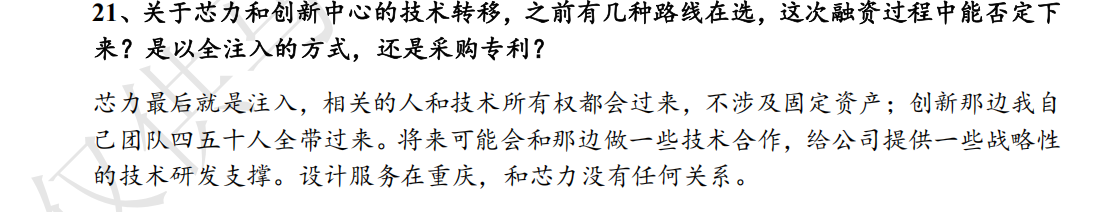 21、关于芯力和创新中心的技术转移，之前有几种路线在选，这次融资过程中能否定下
来？是以全注入的方式，还是采购专利？
芯力最后就是注入，相关的人和技术所有权都会过来，不涉及固定资产；创新那边我自
己团队四五十人全带过来。将来可能会和那边做一些技术合作，给公司提供一些战略性
的技术研发支撑。设计服务在重庆，和芯力没有任何关系。